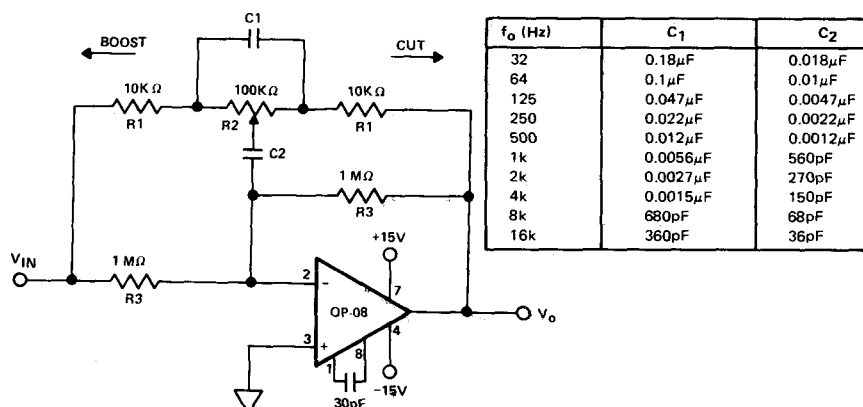 C1
BOOST
CUT
10KΩ
100KΩ
10KΩ
R1
R2
R1
C2
1 MΩ
R3
+15V
VIN
1 MΩ
R3
2
−
7
OP-08
Vo
3
+
4
1
8
−15V
30pF
fo (Hz) C1 C2
32 0.18μF 0.018μF
64 0.1μF 0.01μF
125 0.047μF 0.0047μF
250 0.022μF 0.0022μF
500 0.012μF 0.0012μF
1k 0.0056μF 560pF
2k 0.0027μF 270pF
4k 0.0015μF 150pF
8k 680pF 68pF
16k 360pF 36pF